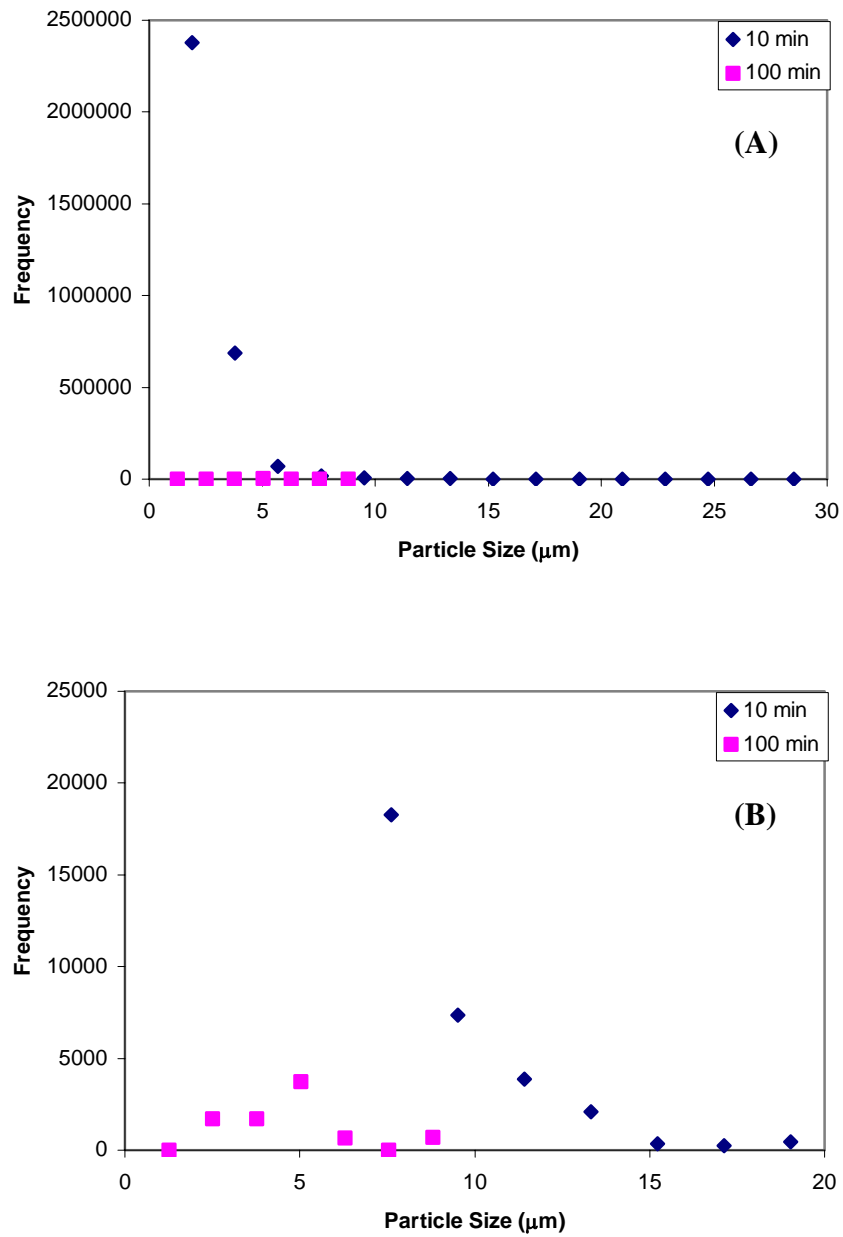 2500000
10 min
100 min
2000000
(A)
1500000
Frequency
1000000
500000
0
0 5 10 15 20 25 30
Particle Size (μm)
25000
10 min
100 min
20000
(B)
15000
Frequency
10000
5000
0
0 5 10 15 20
Particle Size (μm)